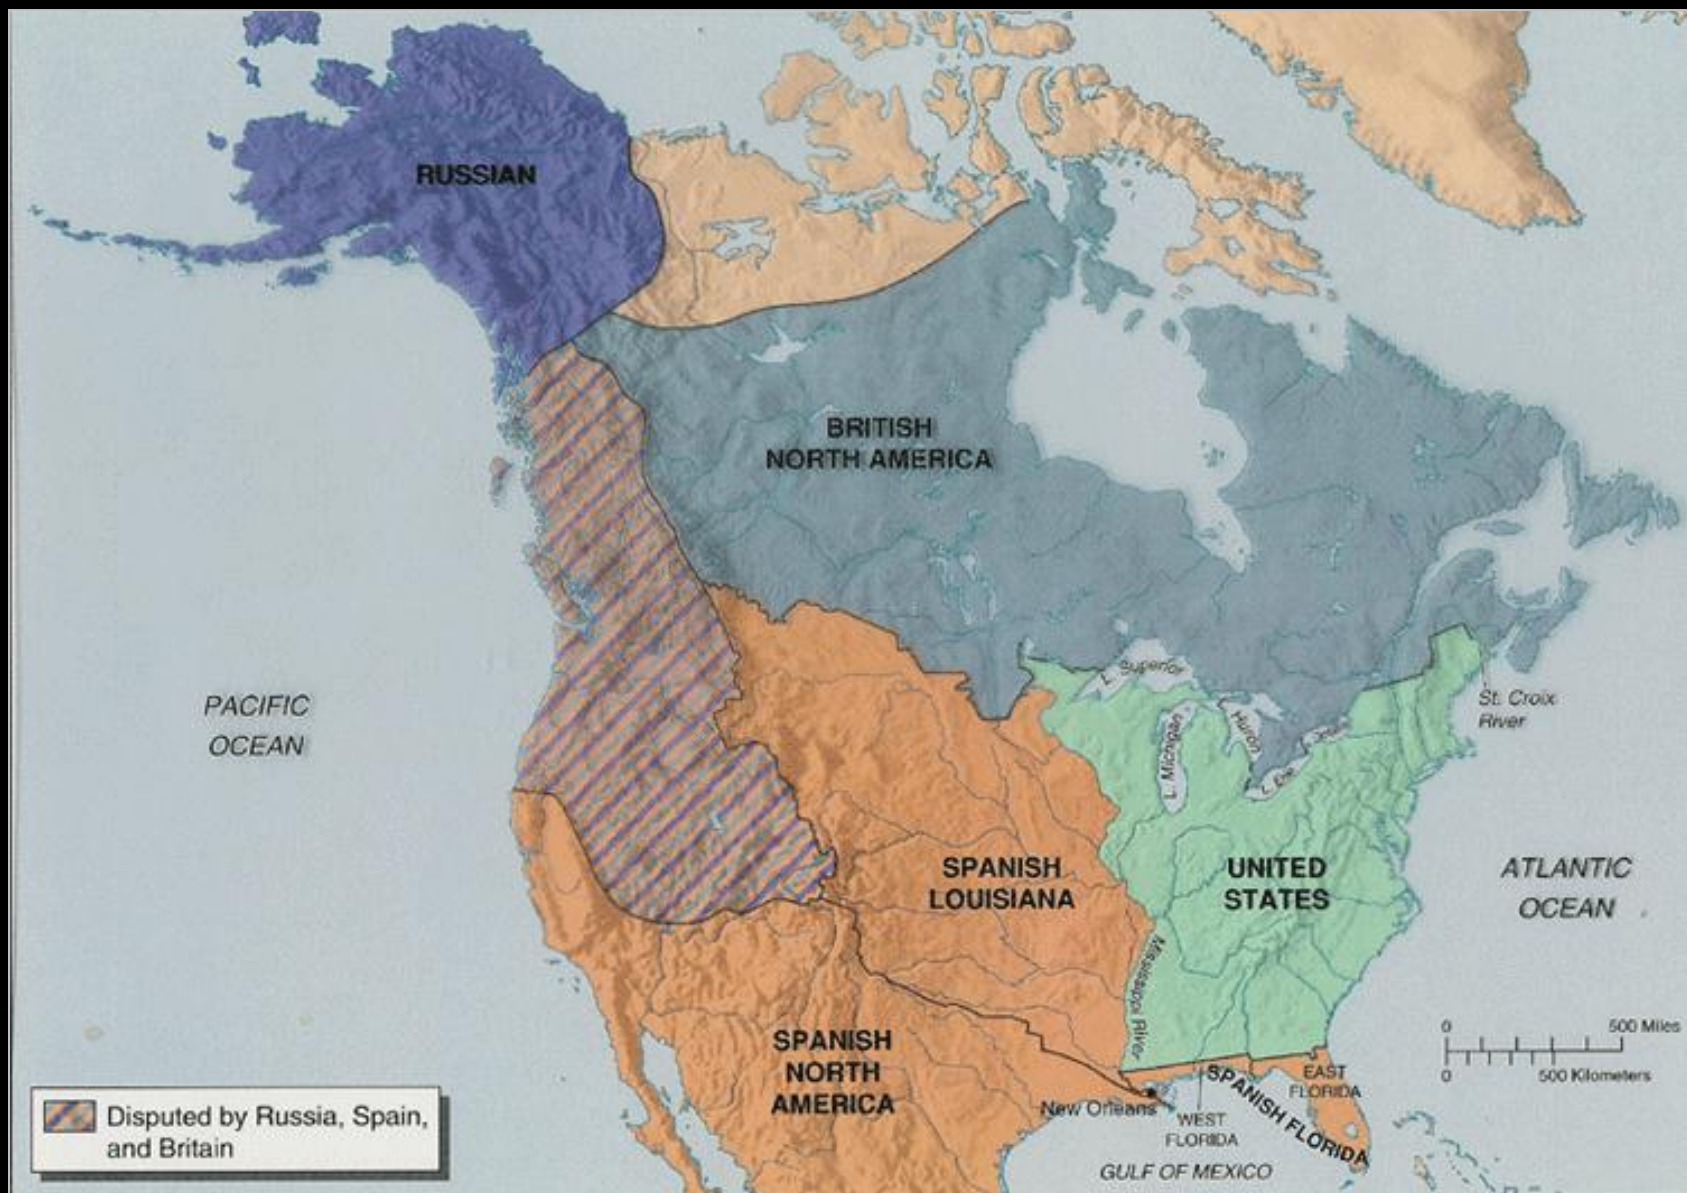 RUSSIAN
BRITISH
NORTH AMERICA
L. Superior
St. Croix
River
PACIFIC
OCEAN
L. Michigan
Huron
L. Erie
SPANISH
LOUISIANA
UNITED
STATES
ATLANTIC
OCEAN
Mississippi River
SPANISH
NORTH
AMERICA
0 500 Miles
0 500 Kilometers
EAST
FLORIDA
SPANISH FLORIDA
New Orleans
WEST
FLORIDA
GULF OF MEXICO
Disputed by Russia, Spain,
and Britain